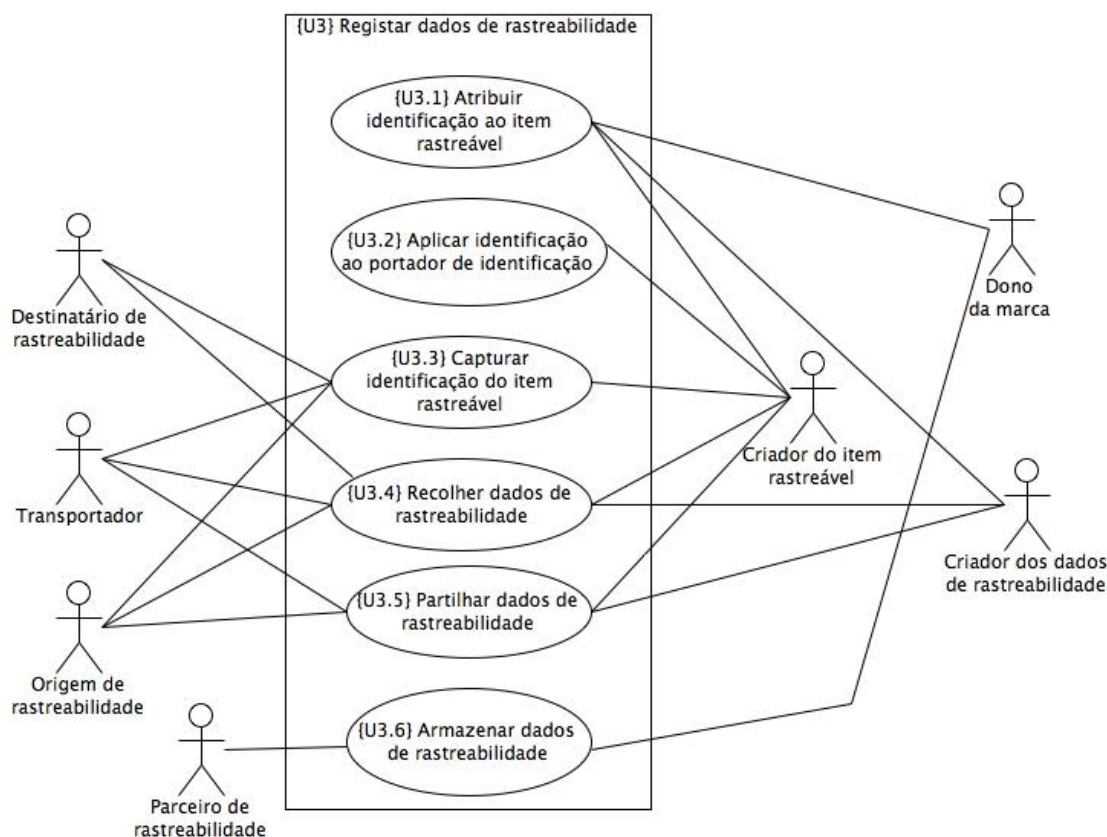 {U3} Registar dados de rastreabilidade
{U3.1} Atribuir
identificação ao item
rastreável
{U3.2} Aplicar identificação
ao portador de identificação
Destinatário de
rastreabilidade
Dono
da marca
{U3.3} Capturar
identificação do item
rastreável
Criador do item
rastreável
Transportador
{U3.4} Recolher dados de
rastreabilidade
Criador dos dados
de rastreabilidade
{U3.5} Partilhar dados de
rastreabilidade
Origem de
rastreabilidade
{U3.6} Armazenar dados
de rastreabilidade
Parceiro de
rastreabilidade